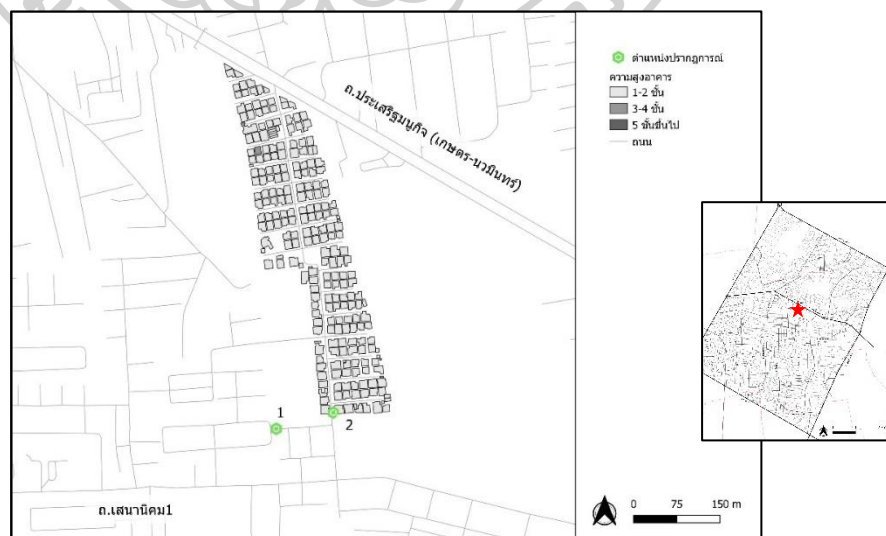 ถ.ประเสริฐมนูกิจ (เกษตร-นวมินทร์)
1
2
ถ.เสนานิคม1
ตำแหน่งปรากฏการณ์
ความสูงอาคาร
1-2 ชั้น
3-4 ชั้น
5 ชั้นขึ้นไป
ถนน
0 75 150 m